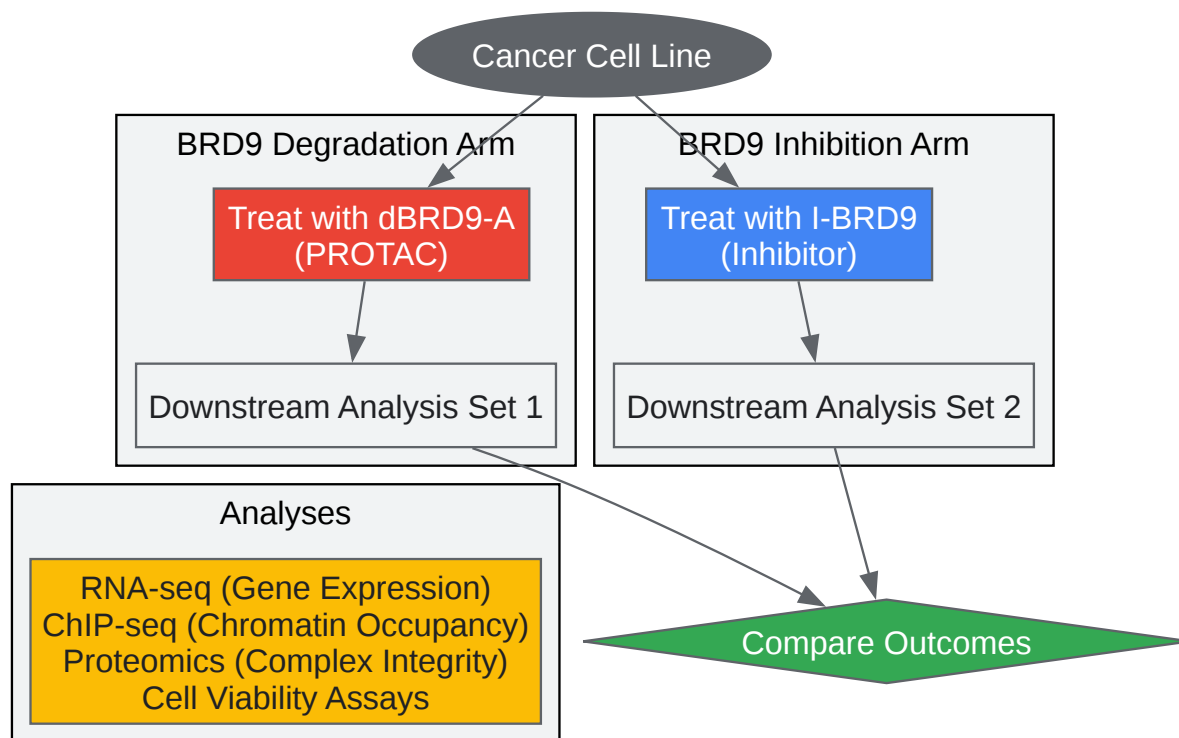 Cancer Cell Line
BRD9 Degradation Arm
Treat with dBRD9-A
(PROTAC)
Downstream Analysis Set 1
BRD9 Inhibition Arm
Treat with I-BRD9
(Inhibitor)
Downstream Analysis Set 2
Analyses
RNA-seq (Gene Expression)
ChIP-seq (Chromatin Occupancy)
Proteomics (Complex Integrity)
Cell Viability Assays
Compare Outcomes